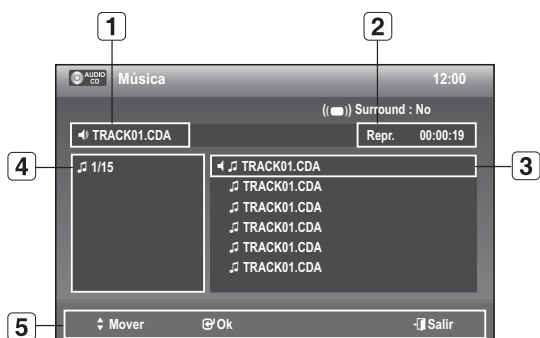 1 2
AUDIO CD Música 12:00
Surround : No
TRACK01.CDA Repr. 00:00:19
4 1/15 TRACK01.CDA 3
TRACK01.CDA
TRACK01.CDA
TRACK01.CDA
TRACK01.CDA
TRACK01.CDA
5 Mover Ok Salir